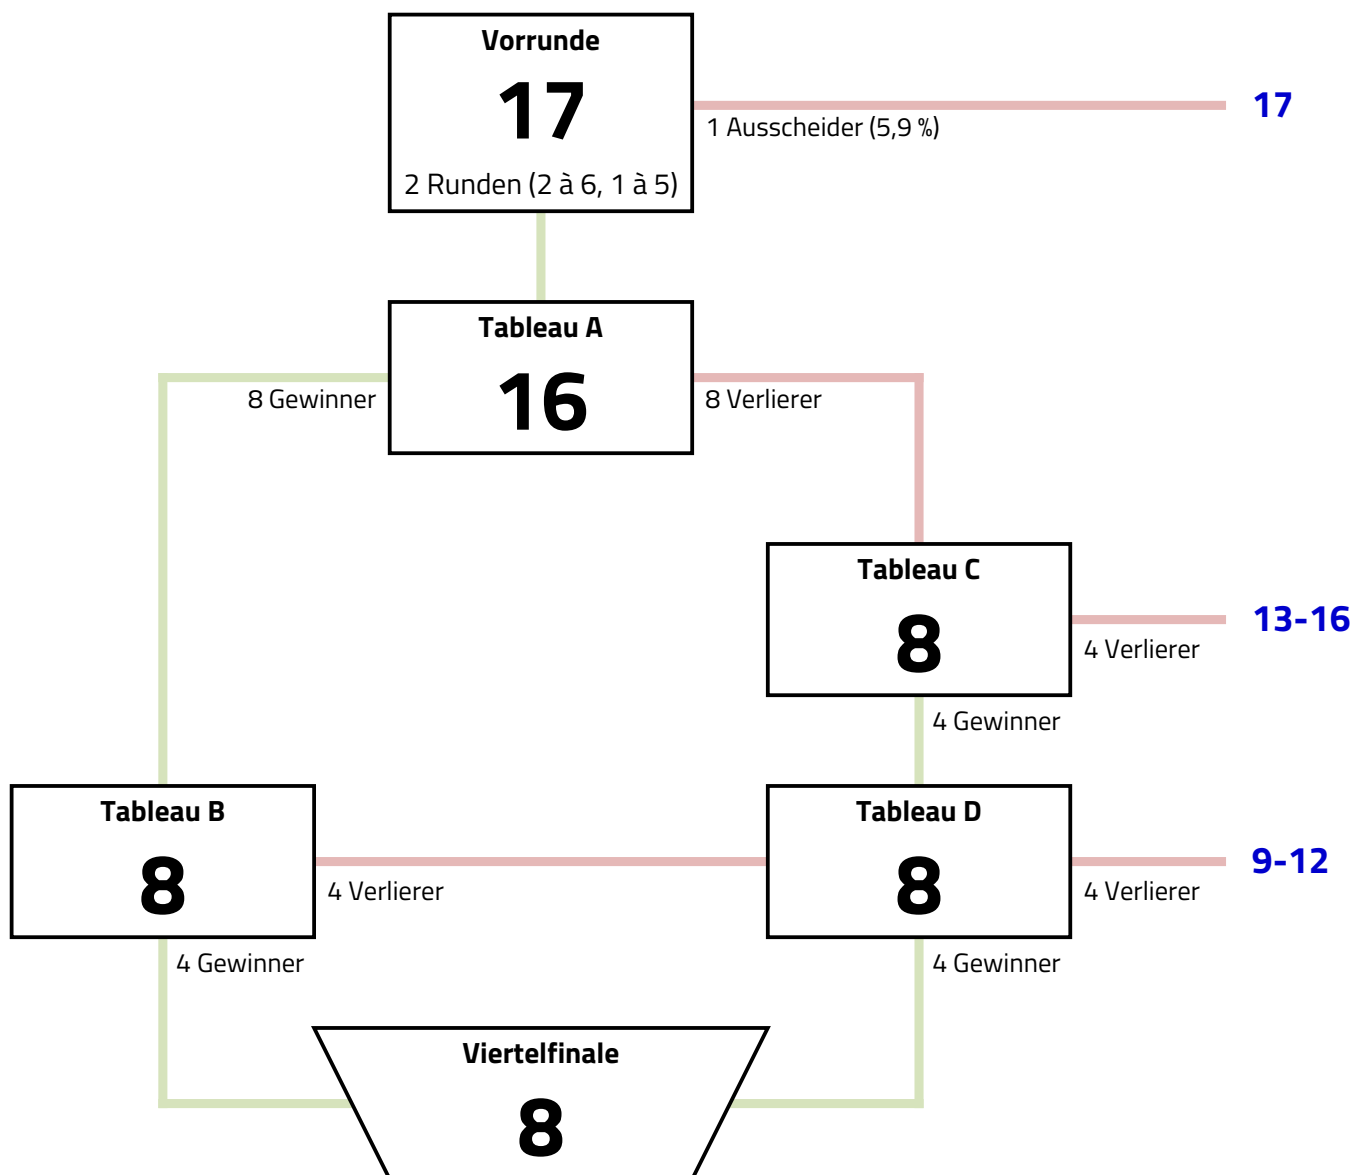 Vorrunde
17
2 Runden (2 à 6, 1 à 5)
1 Ausscheider (5,9 %)
17
Tableau A
16
8 Gewinner
8 Verlierer
Tableau C
8
4 Verlierer
13-16
4 Gewinner
Tableau B
8
4 Verlierer
4 Gewinner
Tableau D
8
4 Verlierer
9-12
4 Gewinner
Viertelfinale
8